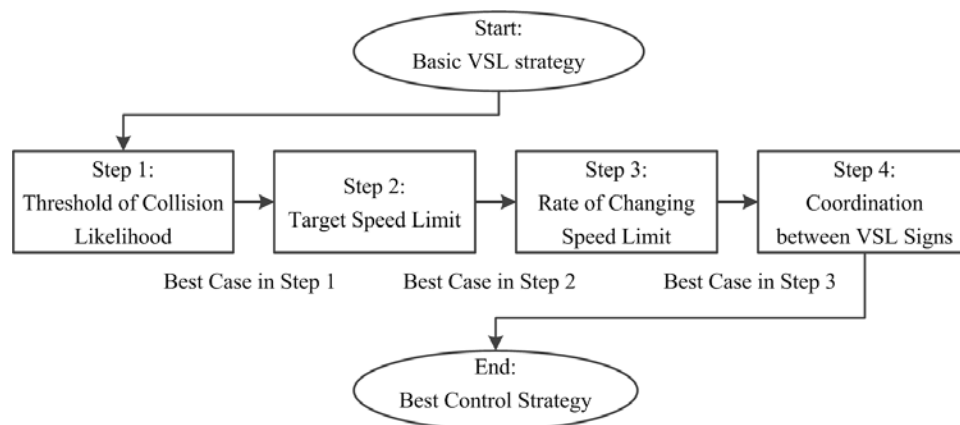 Start:
Basic VSL strategy
Step 1:
Threshold of Collision
Likelihood
Step 2:
Target Speed Limit
Step 3:
Rate of Changing
Speed Limit
Step 4:
Coordination
between VSL Signs
Best Case in Step 1
Best Case in Step 2
Best Case in Step 3
End:
Best Control Strategy